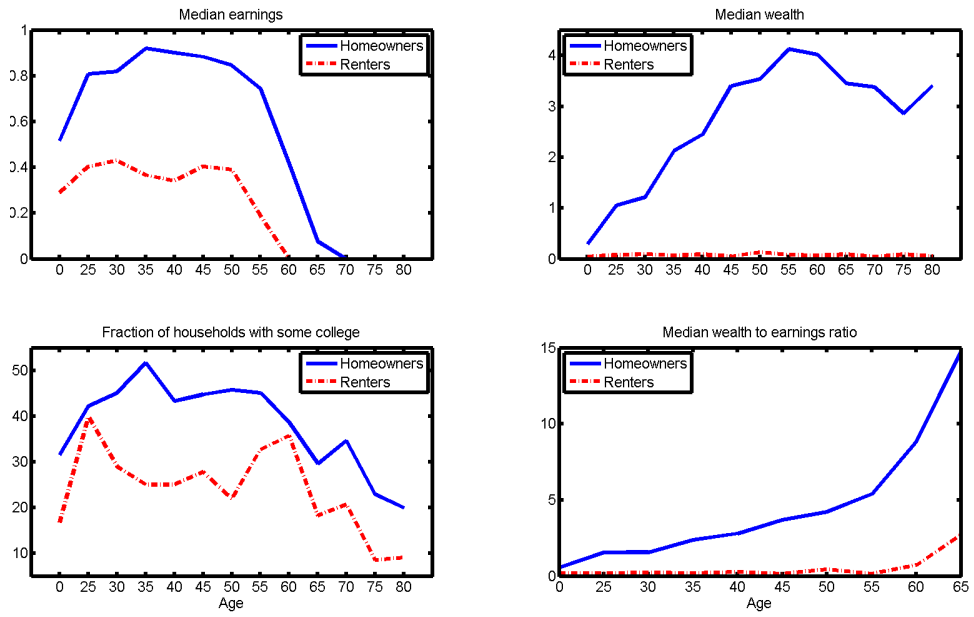 Median earnings
1
0.8
0.6
0.4
0.2
0
Homeowners
Renters
0 25 30 35 40 45 50 55 60 65 70 75 80
Median wealth
4
3
2
1
0
Homeowners
Renters
0 25 30 35 40 45 50 55 60 65 70 75 80
Fraction of households with some college
50
40
30
20
10
Homeowners
Renters
0 25 30 35 40 45 50 55 60 65 70 75 80
Age
Median wealth to earnings ratio
15
10
5
0
Homeowners
Renters
0 25 30 35 40 45 50 55 60 65
Age